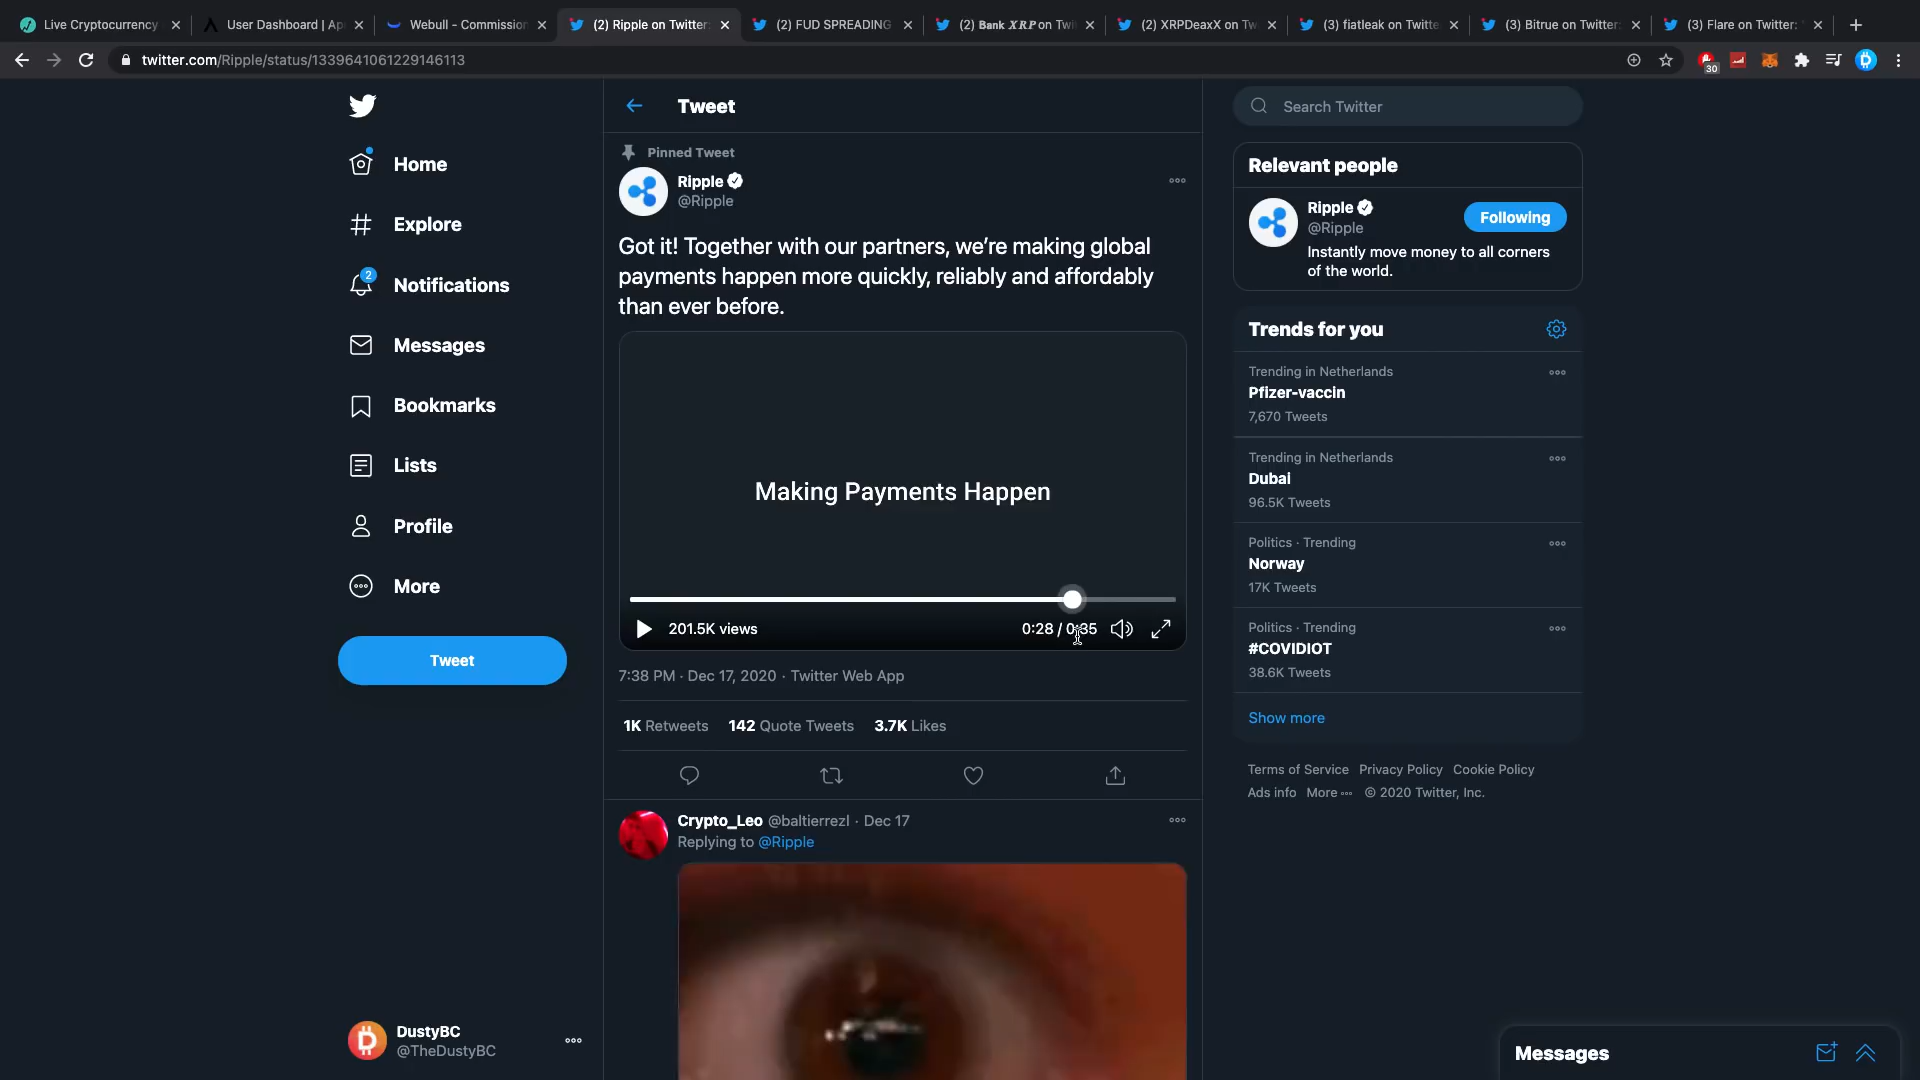 Live Cryptocurrency
User Dashboard | Ap
Webull - Commission
(2) Ripple on Twitter:
(2) FUD SPREADING
(2) Bank XRP on Twi
(2) XRPDeaxX on Tw
(3) fiatleak on Twitte
(3) Bitrue on Twitter:
(3) Flare on Twitter: "
twitter.com/Ripple/status/1339641061229146113
30
Home
Explore
2
Notifications
Messages
Bookmarks
Lists
Profile
More
Tweet
DustyBC
@TheDustyBC
Tweet
Pinned Tweet
Ripple
@Ripple
Got it! Together with our partners, we're making global
payments happen more quickly, reliably and affordably
than ever before.
Making Payments Happen
201.5K views
0:28 / 0:35
7:38 PM · Dec 17, 2020 · Twitter Web App
1K Retweets 142 Quote Tweets 3.7K Likes
Crypto_Leo @baltierrezl · Dec 17
Replying to @Ripple
Search Twitter
Relevant people
Ripple
@Ripple
Following
Instantly move money to all corners
of the world.
Trends for you
Trending in Netherlands
Pfizer-vaccin
7,670 Tweets
Trending in Netherlands
Dubai
96.5K Tweets
Politics · Trending
Norway
17K Tweets
Politics · Trending
#COVIDIOT
38.6K Tweets
Show more
Terms of Service Privacy Policy Cookie Policy
Ads info More © 2020 Twitter, Inc.
Messages